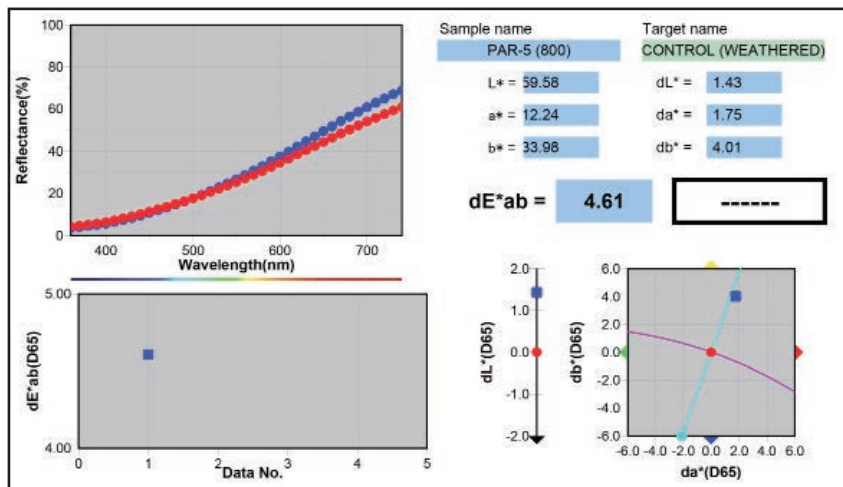 Sample name
Target name
PAR-5 (800)
CONTROL (WEATHERED)
L* = 59.58
dL* = 1.43
a* = 12.24
da* = 1.75
b* = 33.98
db* = 4.01
dE*ab = 4.61
------
Reflectance(%)
100
80
60
40
20
0
400 500 600 700
Wavelength(nm)
dE*ab(D65)
5.00
4.00
0 1 2 3 4 5
Data No.
dL*(D65)
2.0
1.0
0.0
-1.0
-2.0
db*(D65)
6.0
4.0
2.0
0.0
-2.0
-4.0
-6.0
-6.0 -4.0 -2.0 0.0 2.0 4.0 6.0
da*(D65)